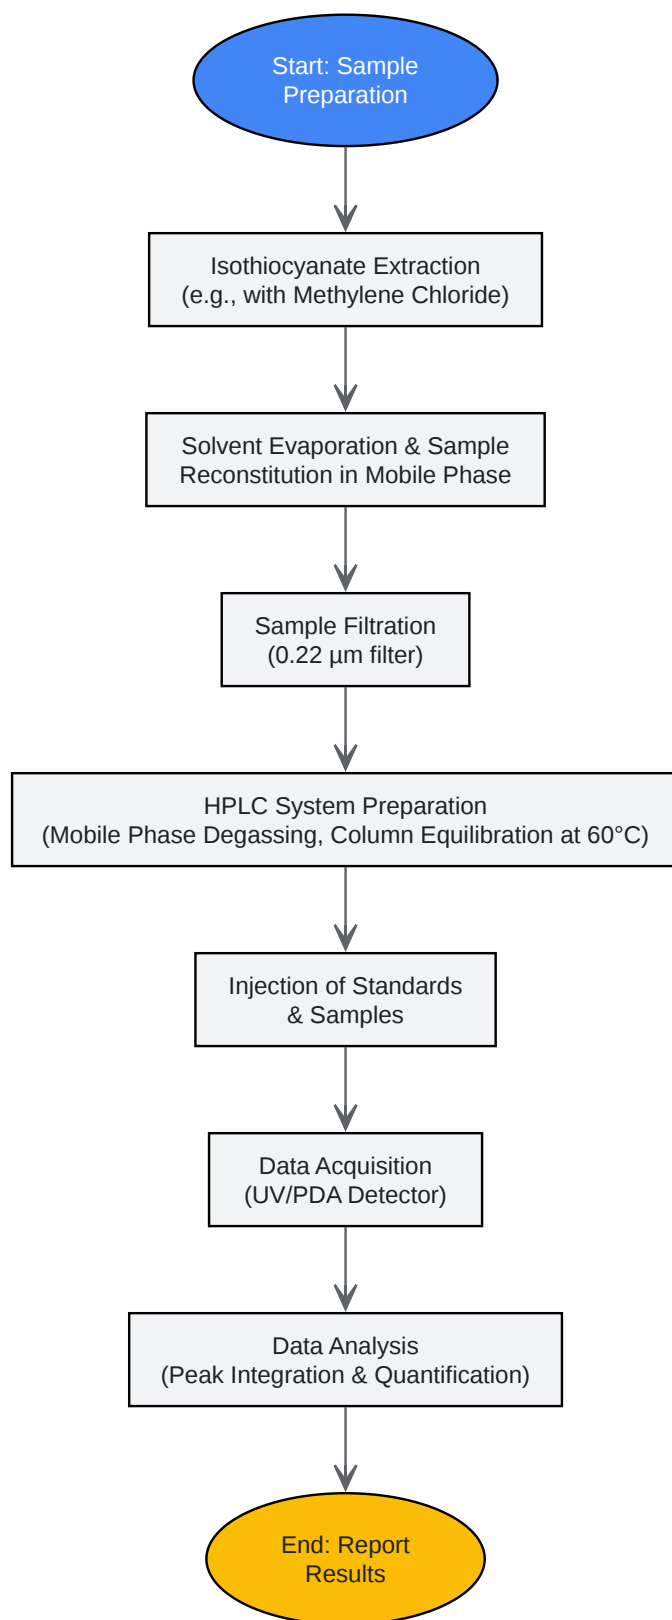 Start: Sample
Preparation
Isothiocyanate Extraction
(e.g., with Methylene Chloride)
Solvent Evaporation & Sample
Reconstitution in Mobile Phase
Sample Filtration
(0.22 µm filter)
HPLC System Preparation
(Mobile Phase Degassing, Column Equilibration at 60°C)
Injection of Standards
& Samples
Data Acquisition
(UV/PDA Detector)
Data Analysis
(Peak Integration & Quantification)
End: Report
Results